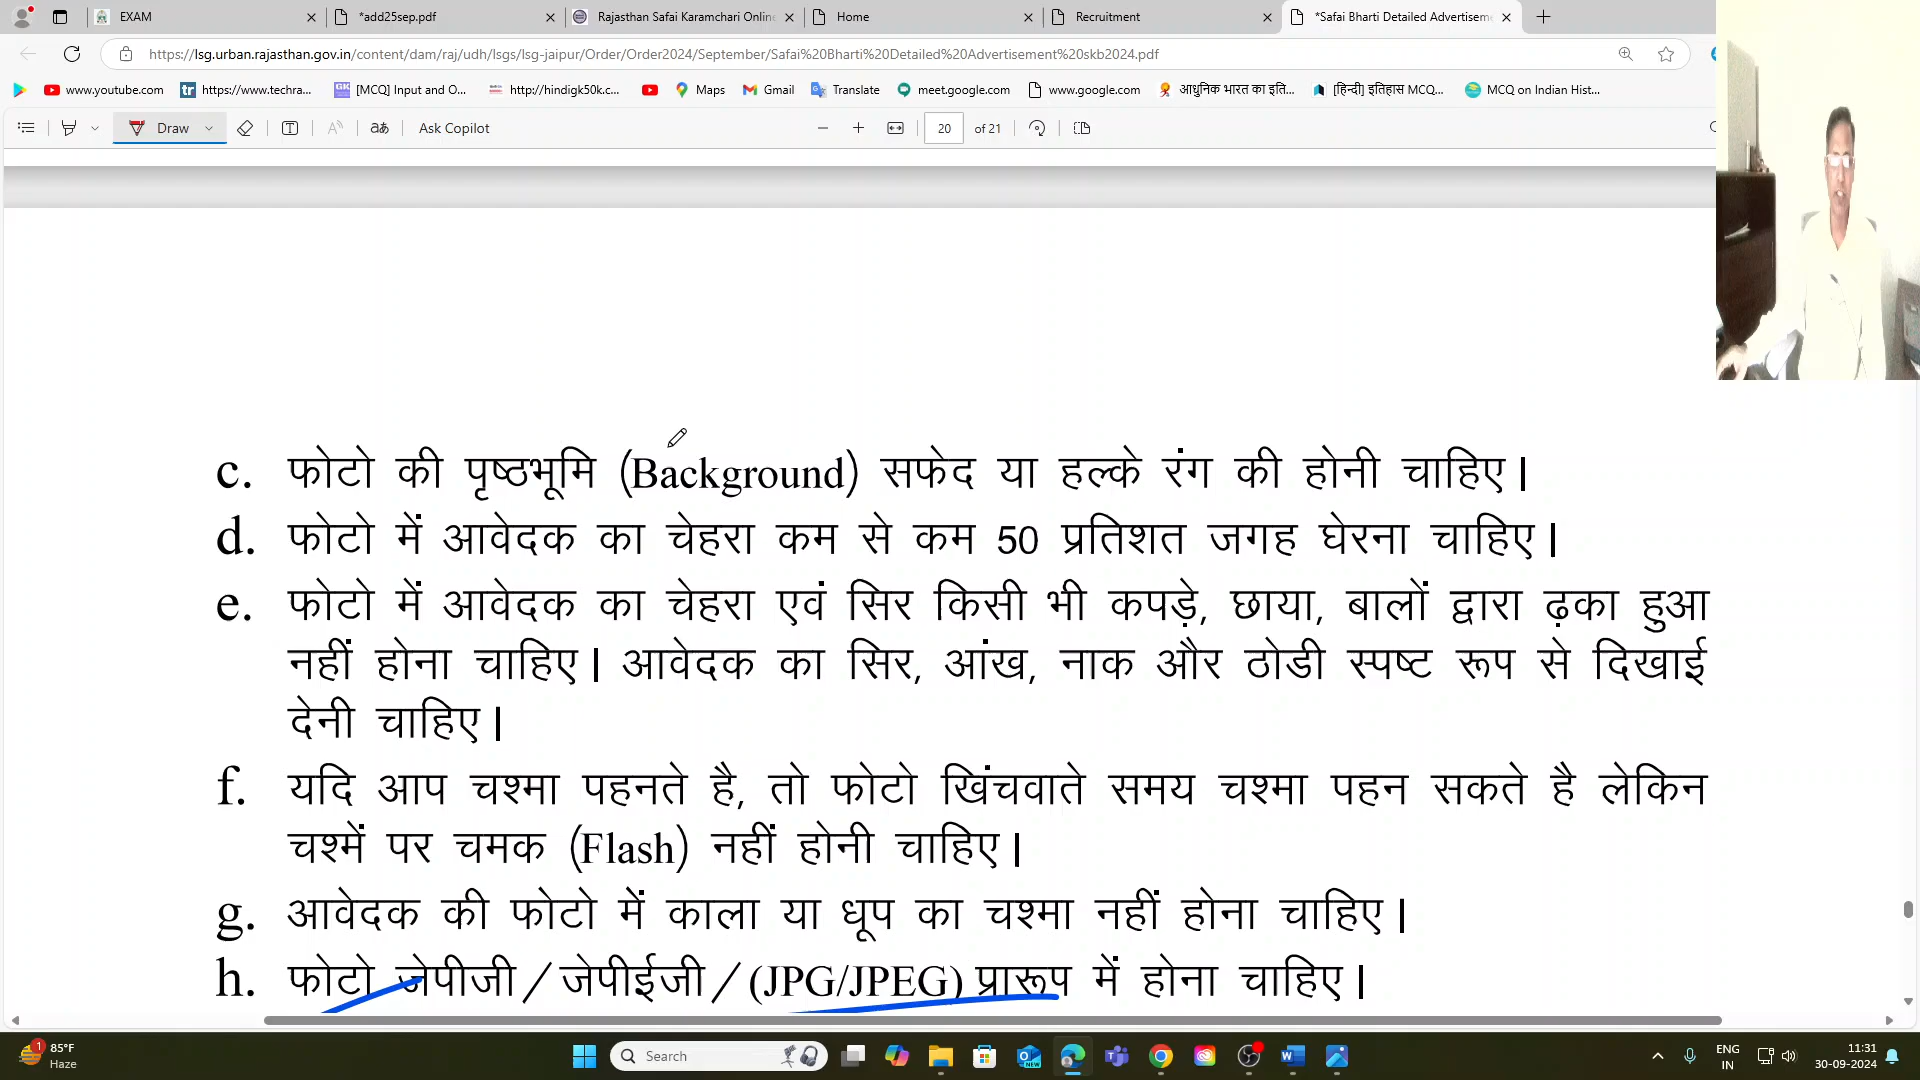 EXAM
*add25sep.pdf
Rajasthan Safai Karamchari Online
Home
Recruitment
*Safai Bharti Detailed Advertisem
https://lsg.urban.rajasthan.gov.in/content/dam/raj/udh/lsgs/lsg-jaipur/Order/Order2024/September/Safai%20Bharti%20Detailed%20Advertisement%20skb2024.pdf
www.youtube.com
https://www.techra...
[MCQ] Input and O...
http://hindigk50k.c...
Maps
Gmail
Translate
meet.google.com
www.google.com
आधुनिक भारत का इति...
[हिन्दी] इतिहास MCQ...
MCQ on Indian Hist...
Draw
Ask Copilot
20 of 21
c. फोटो की पृष्ठभूमि (Background) सफेद या हल्के रंग की होनी चाहिए।
d. फोटो में आवेदक का चेहरा कम से कम 50 प्रतिशत जगह घेरना चाहिए।
e. फोटो में आवेदक का चेहरा एवं सिर किसी भी कपड़े, छाया, बालों द्वारा ढ़का हुआ
नहीं होना चाहिए। आवेदक का सिर, आंख, नाक और ठोडी स्पष्ट रूप से दिखाई
देनी चाहिए।
f. यदि आप चश्मा पहनते है, तो फोटो खिंचवाते समय चश्मा पहन सकते है लेकिन
चश्में पर चमक (Flash) नहीं होनी चाहिए।
g. आवेदक की फोटो में काला या धूप का चश्मा नहीं होना चाहिए।
h. फोटो जेपीजी/जेपीईजी/(JPG/JPEG) प्रारूप में होना चाहिए।
85°F
Haze
Search
ENG
IN
11:31
30-09-2024